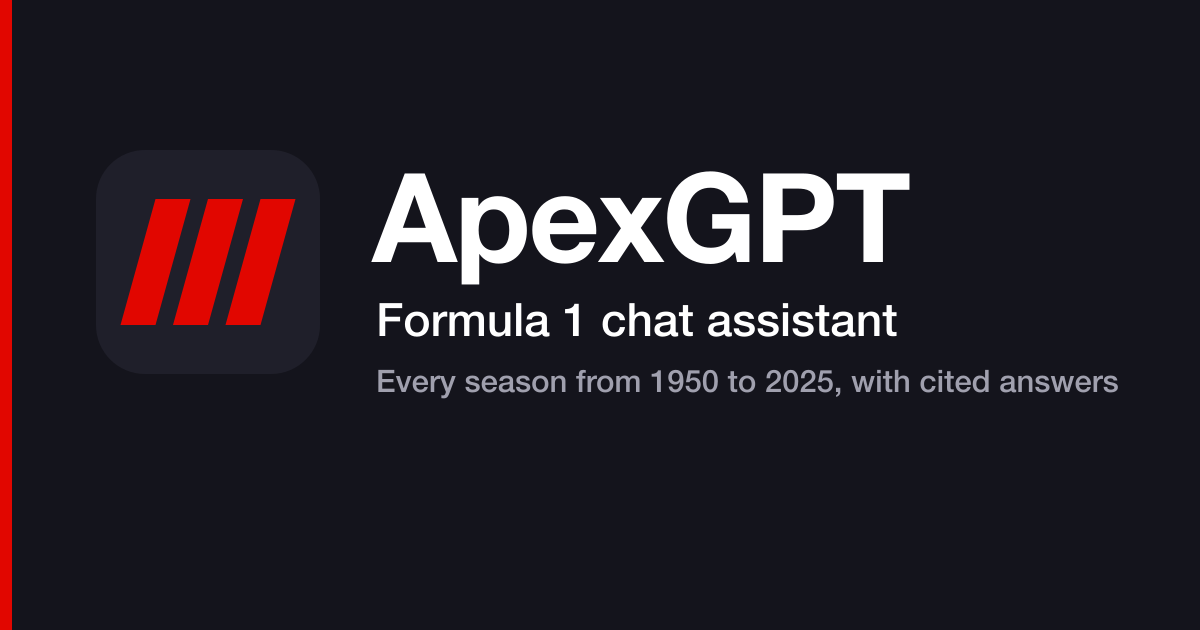 ApexGPT
Formula 1 chat assistant
Every season from 1950 to 2025, with cited answers